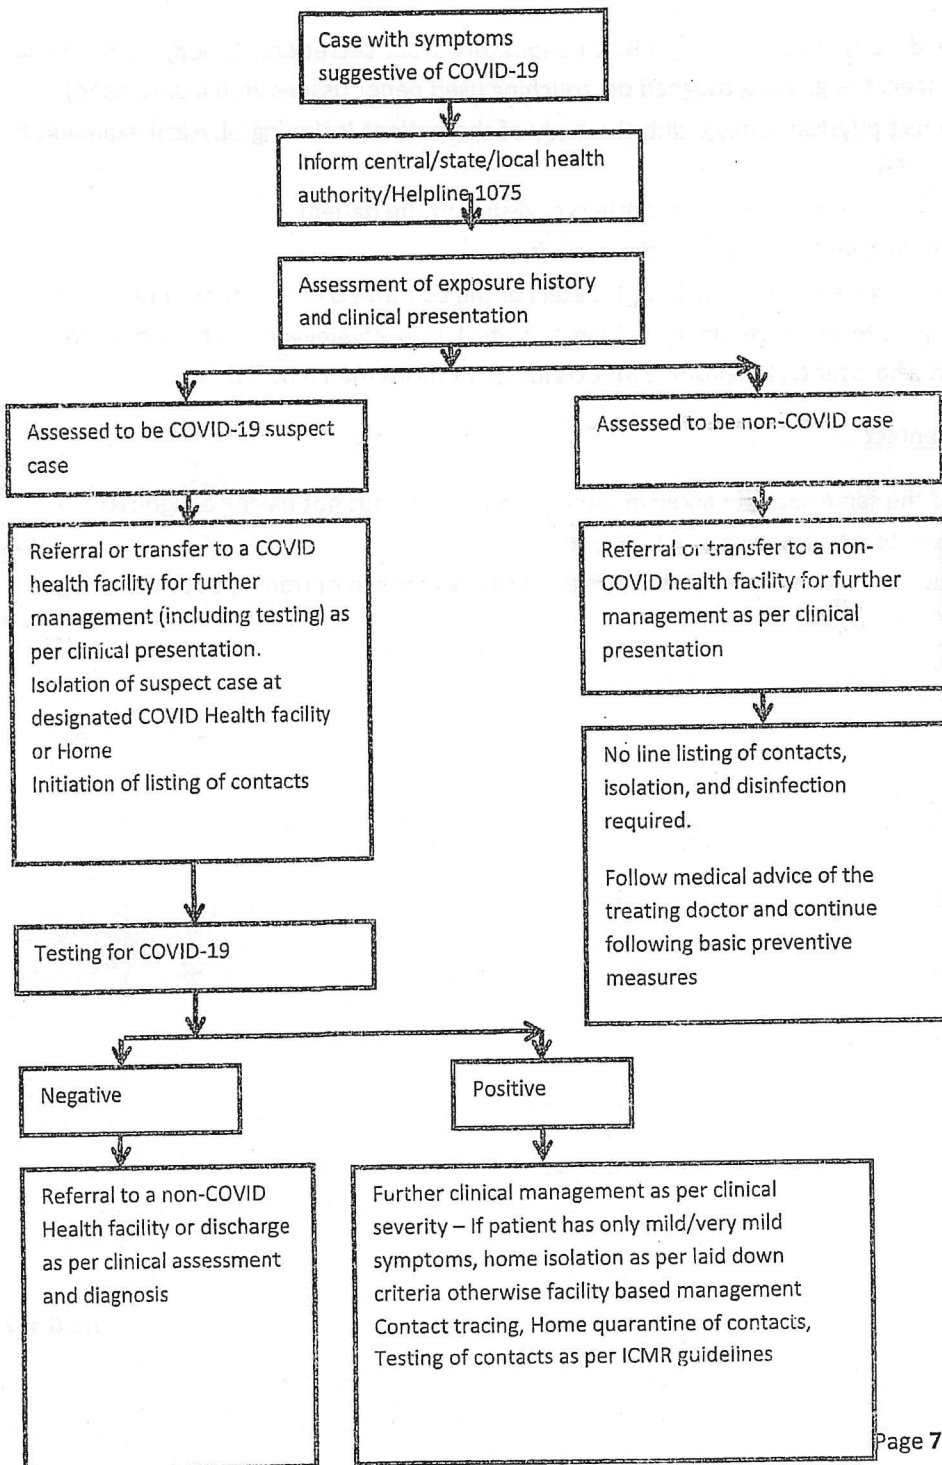 Case with symptoms
suggestive of COVID-19
Inform central/state/local health
authority/Helpline 1075
Assessment of exposure history
and clinical presentation
Assessed to be COVID-19 suspect
case
Assessed to be non-COVID case
Referral or transfer to a COVID
health facility for further
management (including testing) as
per clinical presentation.
Isolation of suspect case at
designated COVID Health facility
or Home
Initiation of listing of contacts
Referral or transfer to a non-
COVID health facility for further
management as per clinical
presentation
No line listing of contacts,
isolation, and disinfection
required.
Follow medical advice of the
treating doctor and continue
following basic preventive
measures
Testing for COVID-19
Negative
Positive
Referral to a non-COVID
Health facility or discharge
as per clinical assessment
and diagnosis
Further clinical management as per clinical
severity – If patient has only mild/very mild
symptoms, home isolation as per laid down
criteria otherwise facility based management
Contact tracing, Home quarantine of contacts,
Testing of contacts as per ICMR guidelines
Page 7